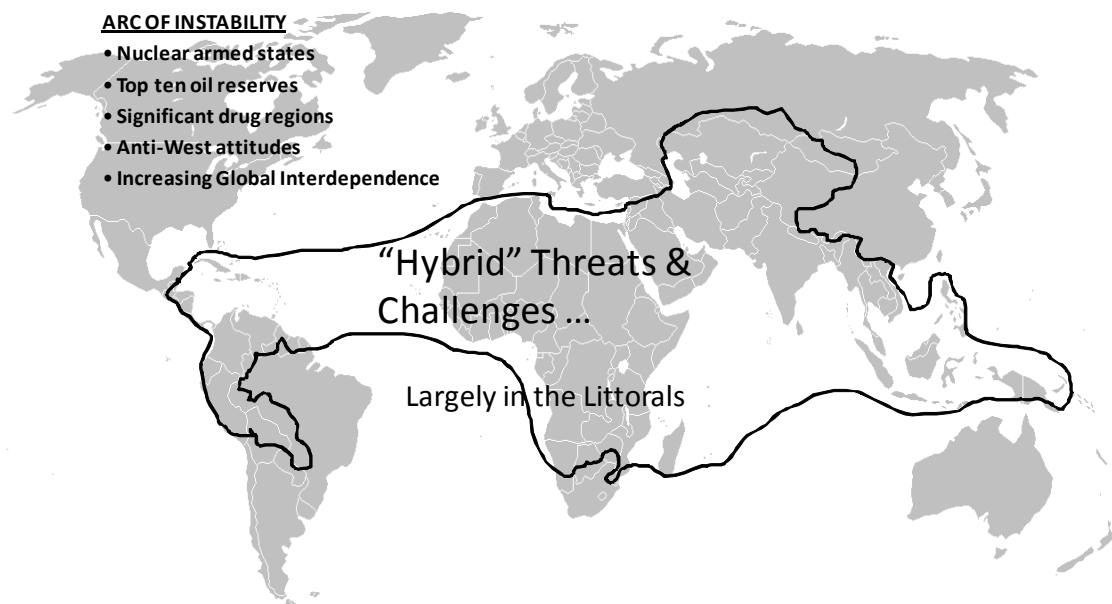 ARC OF INSTABILITY
• Nuclear armed states
• Top ten oil reserves
• Significant drug regions
• Anti-West attitudes
• Increasing Global Interdependence
“Hybrid” Threats &
Challenges …
Largely in the Littorals